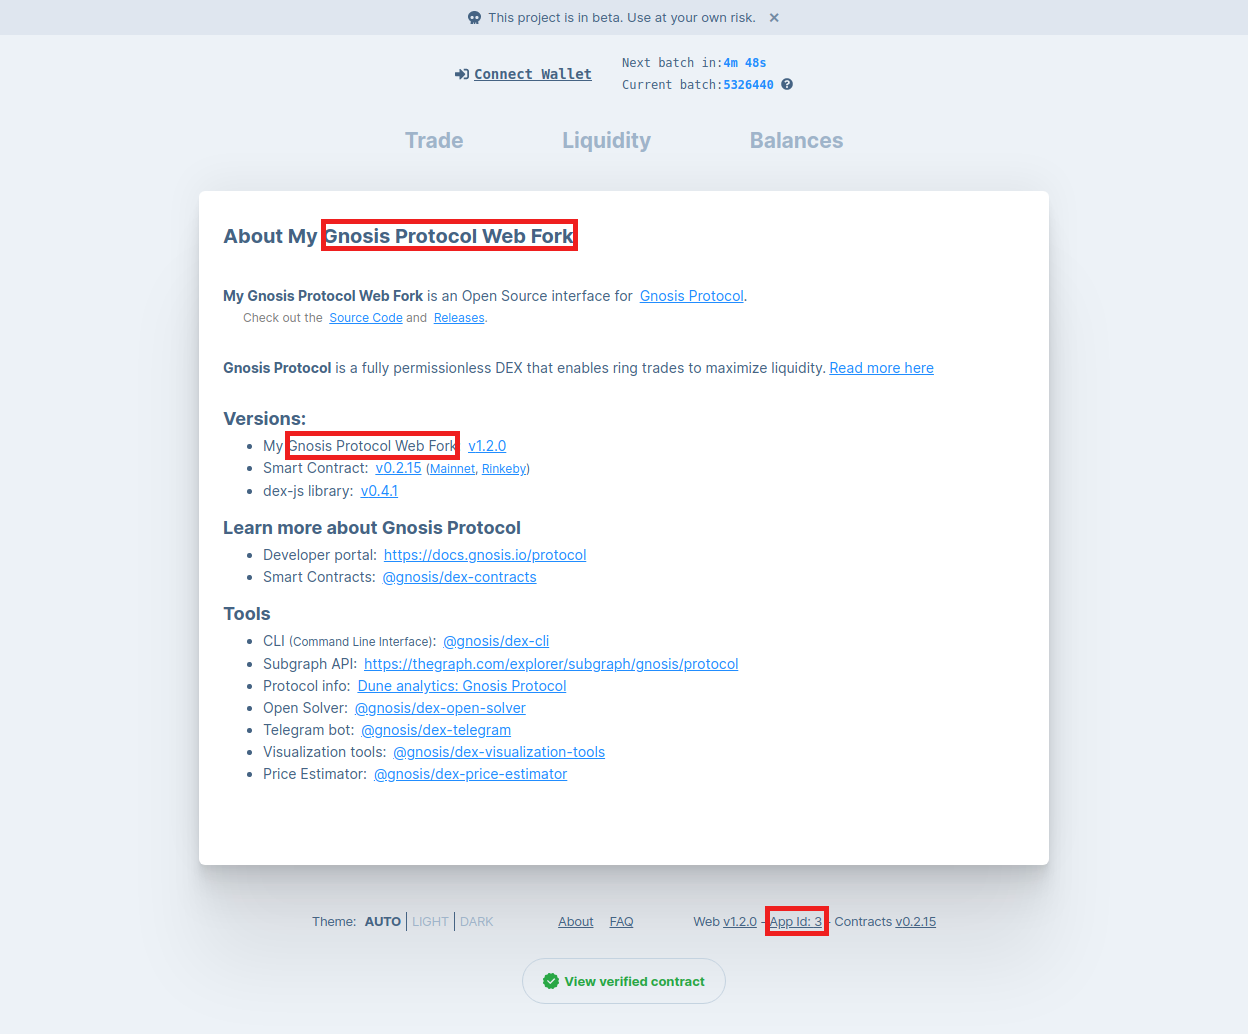 This project is in beta. Use at your own risk. ×
Connect Wallet
Next batch in:4m 48s
Current batch:5326440 ?
Trade Liquidity Balances
About My Gnosis Protocol Web Fork
My Gnosis Protocol Web Fork is an Open Source interface for Gnosis Protocol.
Check out the Source Code and Releases.
Gnosis Protocol is a fully permissionless DEX that enables ring trades to maximize liquidity. Read more here
Versions:
• My Gnosis Protocol Web Fork v1.2.0
• Smart Contract: v0.2.15 (Mainnet, Rinkeby)
• dex-js library: v0.4.1
Learn more about Gnosis Protocol
• Developer portal: https://docs.gnosis.io/protocol
• Smart Contracts: @gnosis/dex-contracts
Tools
• CLI (Command Line Interface): @gnosis/dex-cli
• Subgraph API: https://thegraph.com/explorer/subgraph/gnosis/protocol
• Protocol info: Dune analytics: Gnosis Protocol
• Open Solver: @gnosis/dex-open-solver
• Telegram bot: @gnosis/dex-telegram
• Visualization tools: @gnosis/dex-visualization-tools
• Price Estimator: @gnosis/dex-price-estimator
Theme: AUTO LIGHT DARK About FAQ Web v1.2.0 - App Id: 3 - Contracts v0.2.15
View verified contract